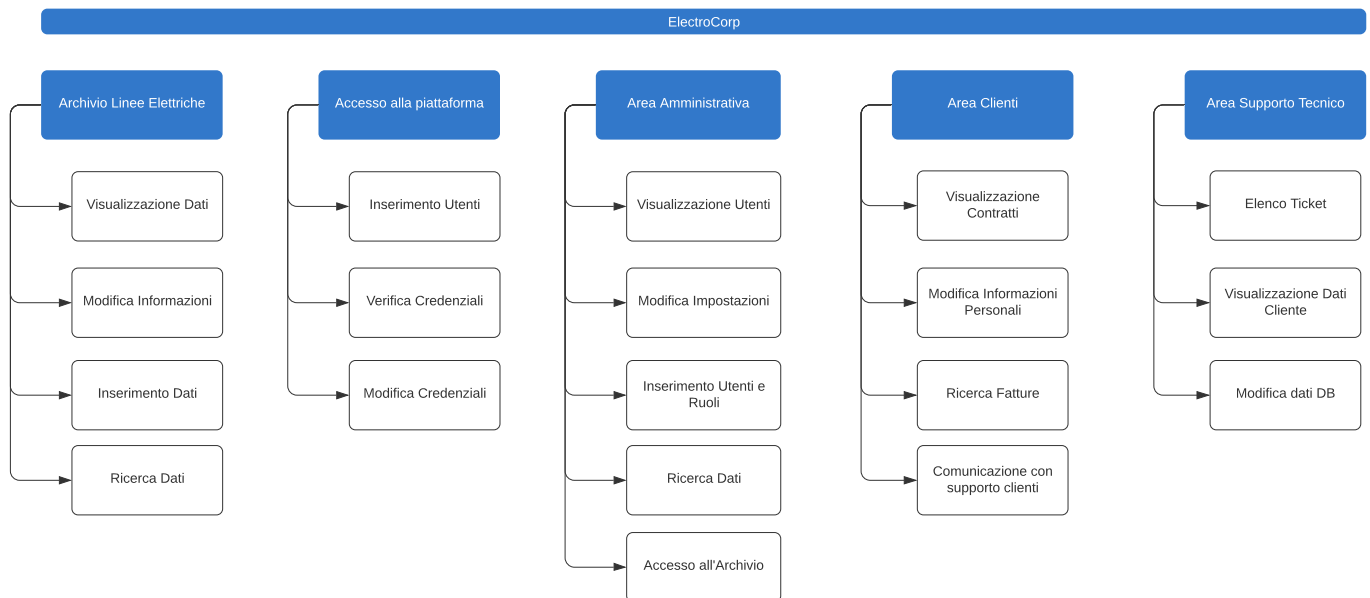 ElectroCorp
Archivio Linee Elettriche
Visualizzazione Dati
Modifica Informazioni
Inserimento Dati
Ricerca Dati
Accesso alla piattaforma
Inserimento Utenti
Verifica Credenziali
Modifica Credenziali
Area Amministrativa
Visualizzazione Utenti
Modifica Impostazioni
Inserimento Utenti e
Ruoli
Ricerca Dati
Accesso all'Archivio
Area Clienti
Visualizzazione
Contratti
Modifica Informazioni
Personali
Ricerca Fatture
Comunicazione con
supporto clienti
Area Supporto Tecnico
Elenco Ticket
Visualizzazione Dati
Cliente
Modifica dati DB